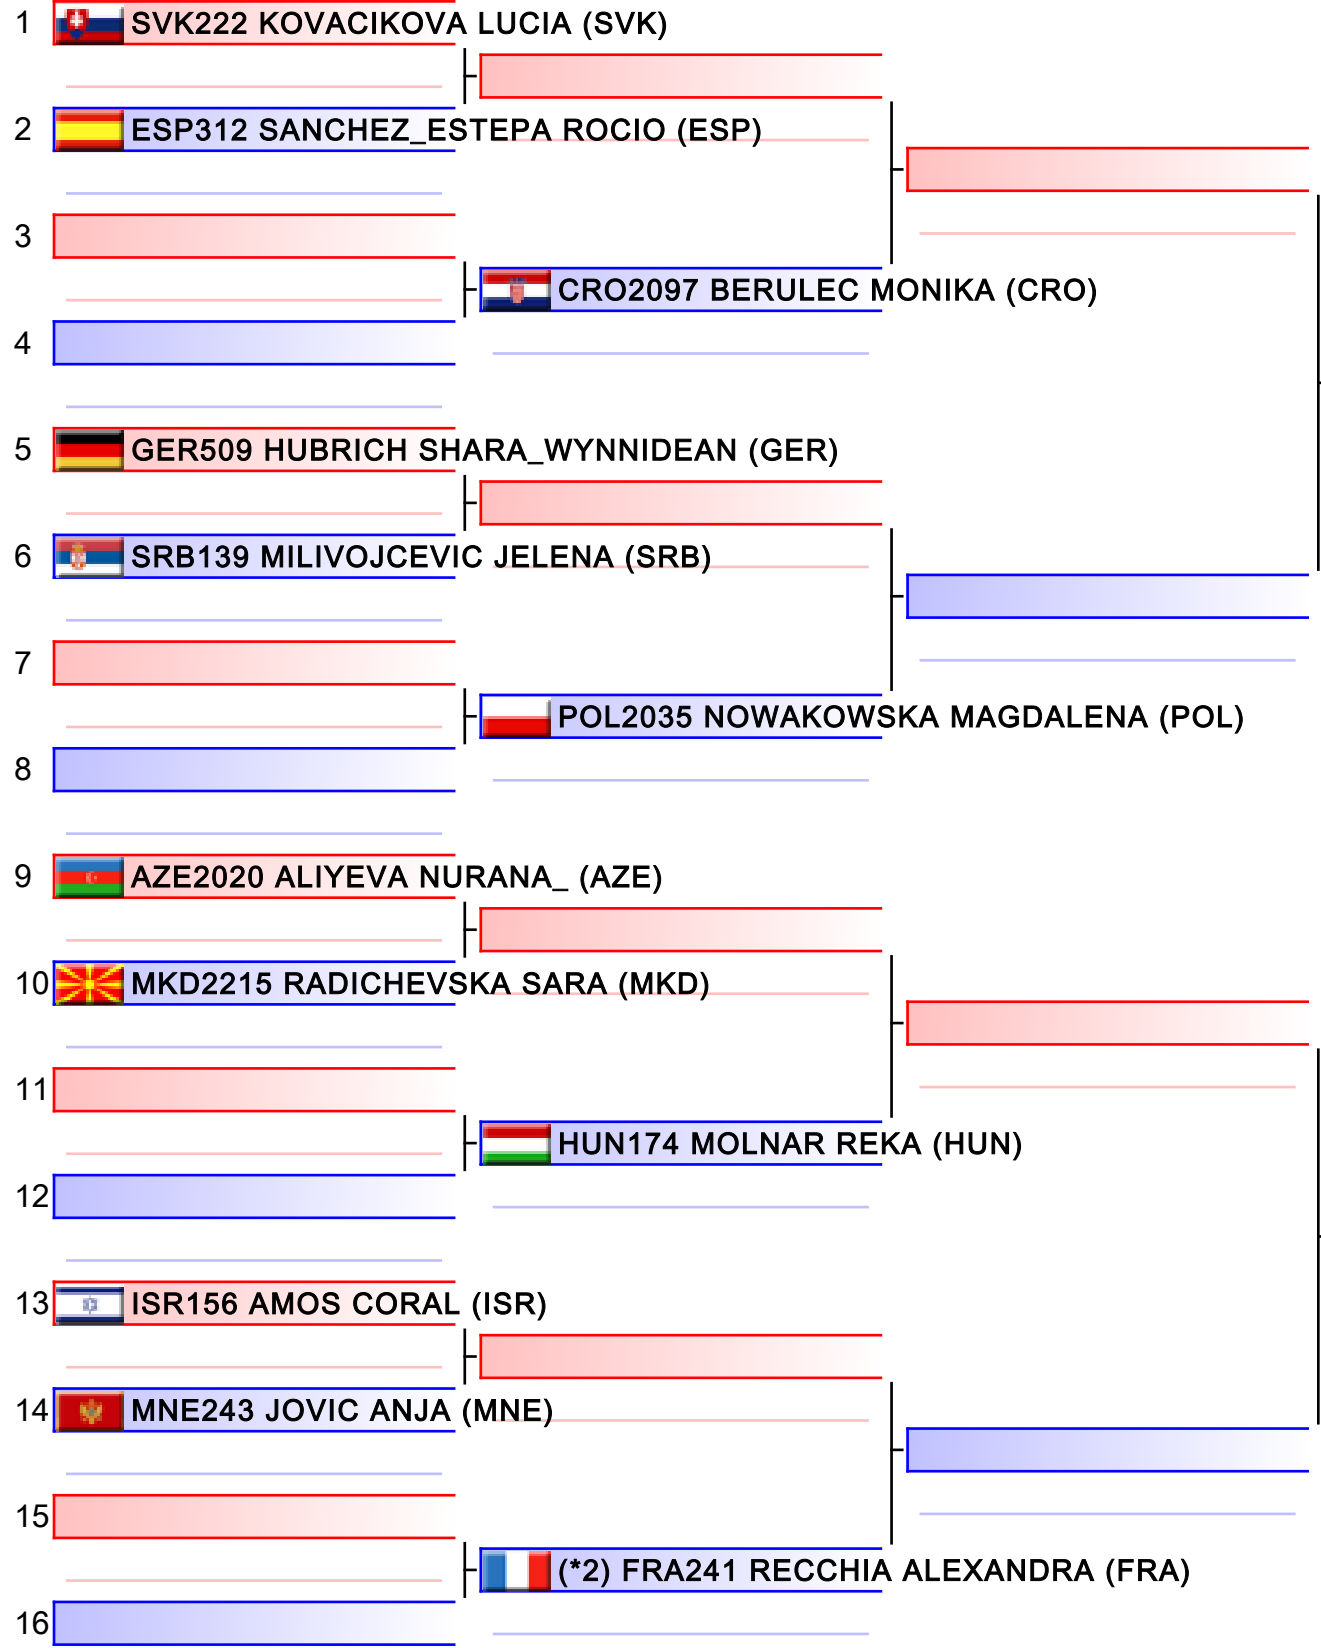 1 SVK222 KOVACIKOVA LUCIA (SVK)
2 ESP312 SANCHEZ_ESTEPA ROCIO (ESP)
3
CRO2097 BERULEC MONIKA (CRO)
4
5 GER509 HUBRICH SHARA_WYNNIDEAN (GER)
6 SRB139 MILIVOJCEVIC JELENA (SRB)
7
POL2035 NOWAKOWSKA MAGDALENA (POL)
8
9 AZE2020 ALIYEVA NURANA_ (AZE)
10 MKD2215 RADICHEVSKA SARA (MKD)
11
HUN174 MOLNAR REKA (HUN)
12
13 ISR156 AMOS CORAL (ISR)
14 MNE243 JOVIC ANJA (MNE)
15
(*2) FRA241 RECCHIA ALEXANDRA (FRA)
16